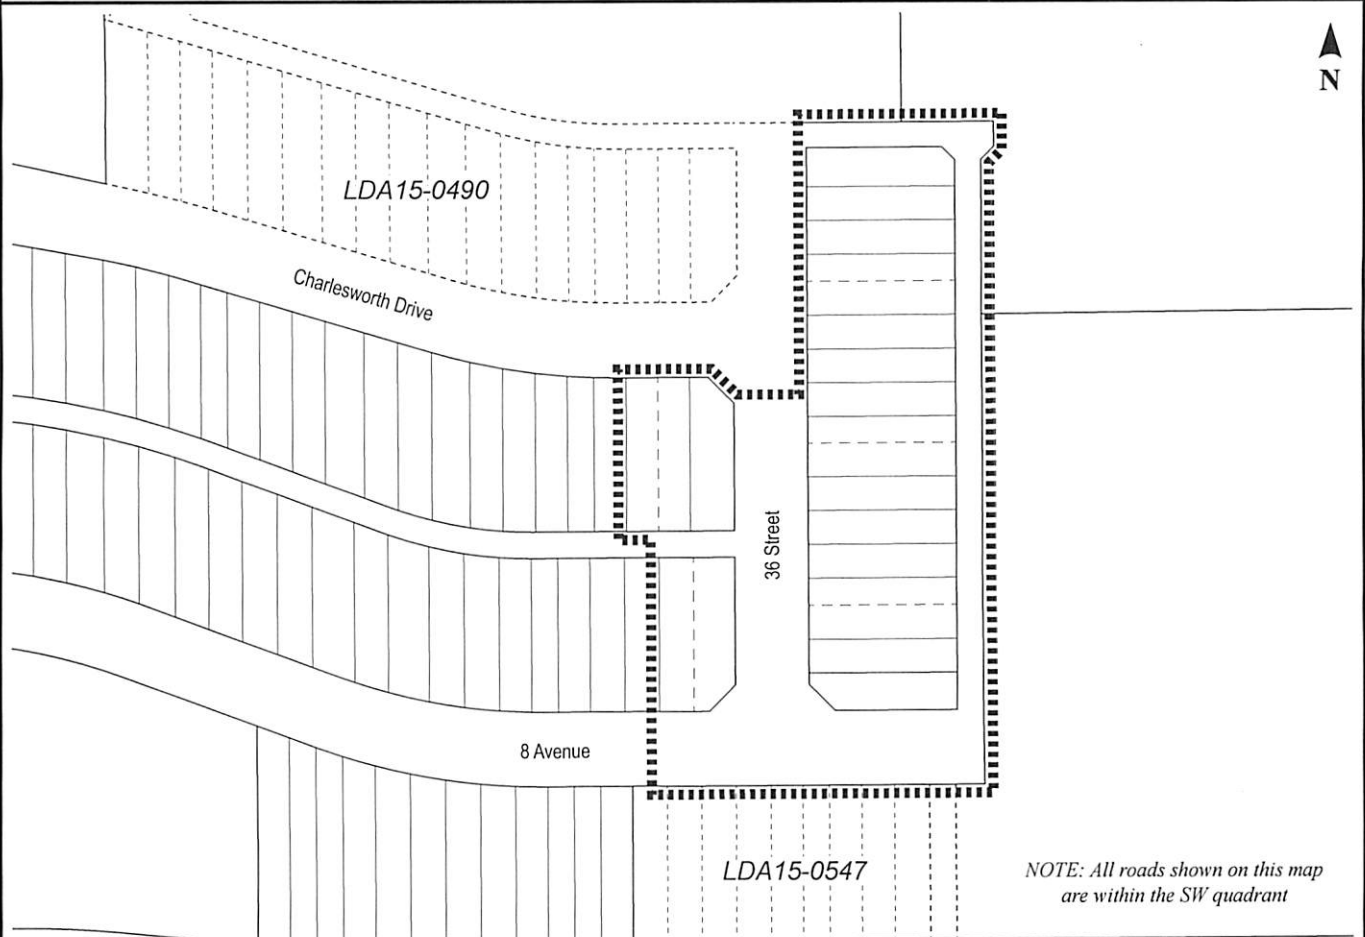 N
LDA15-0490
Charlesworth Drive
36 Street
8 Avenue
LDA15-0547
NOTE: All roads shown on this map
are within the SW quadrant